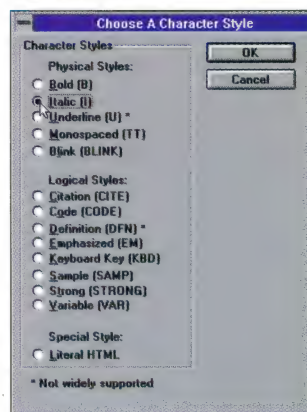 Choose A Character Style
Character Styles
Physical Styles:
Bold (B)
Italic (I)
Underline (U) *
Monospaced (TT)
Blink (BLINK)
Logical Styles:
Citation (CITE)
Code (CODE)
Definition (DFN) *
Emphasized (EM)
Keyboard Key (KBD)
Sample (SAMP)
Strong (STRONG)
Variable (VAR)
Special Style:
Literal HTML
* Not widely supported
OK
Cancel